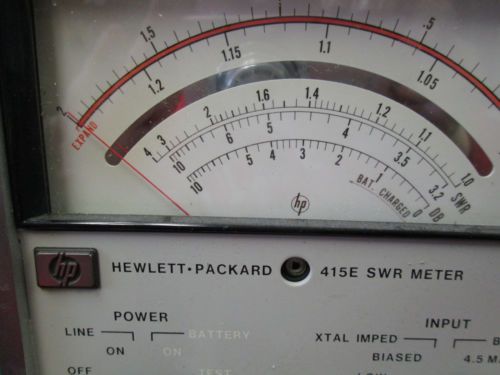 2 1.5 1 .5
EXPAND 1.2 1.15 1.1 1.05
4 3 2 1.6 1.4 1.2 1.1 1.0 SWR
10 6 5 4 3.5 3.2
10 5 4 3 2 1 0 DB
BAT. CHARGED
hp
hp HEWLETT·PACKARD 415E SWR METER
POWER INPUT
LINE BATTERY XTAL IMPED
ON ON BIASED 4.5 M
OFF TEST